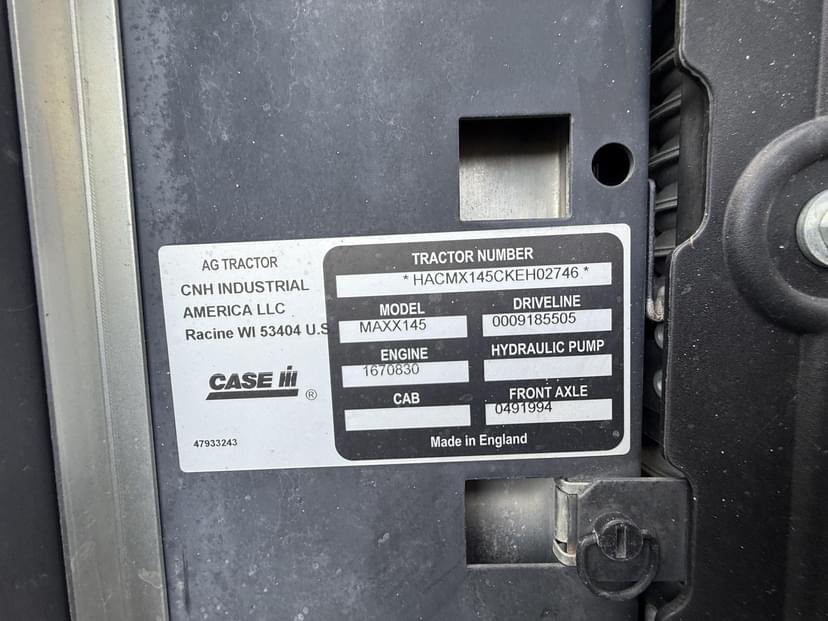 AG TRACTOR
CNH INDUSTRIAL
AMERICA LLC
Racine WI 53404 U.S
CASE IH ®
47933243
TRACTOR NUMBER
* HACMX145CKEH02746 *
MODEL
MAXX145
DRIVELINE
0009185505
ENGINE
1670830
HYDRAULIC PUMP
CAB
FRONT AXLE
0491994
Made in England